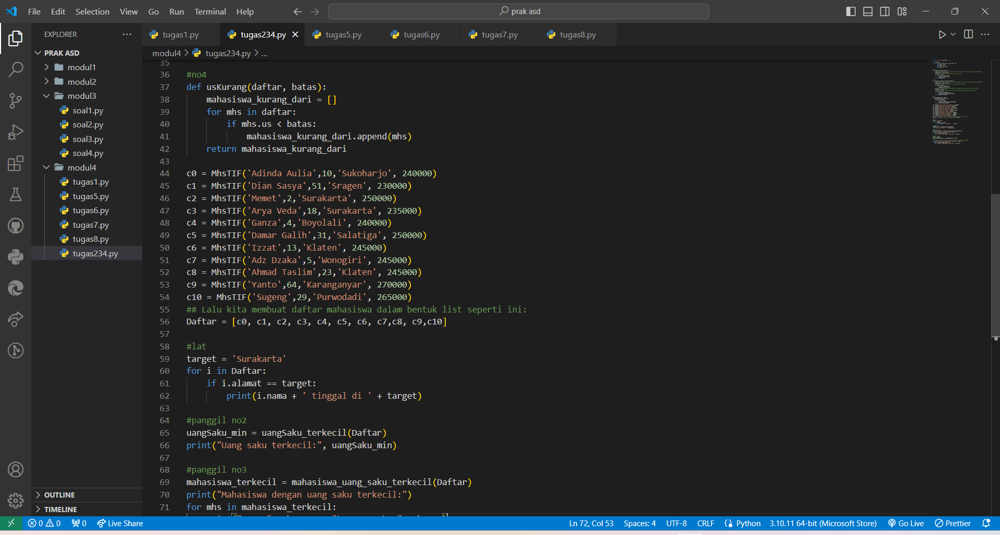 File Edit Selection View Go Run Terminal Help
prak asd
EXPLORER
PRAK ASD
modul1
modul2
modul3
soal1.py
soal2.py
soal3.py
soal4.py
modul4
tugas1.py
tugas5.py
tugas6.py
tugas7.py
tugas8.py
tugas234.py
OUTLINE
TIMELINE
tugas1.py tugas234.py tugas5.py tugas6.py tugas7.py tugas8.py
modul4 > tugas234.py > ...
35
36 #no4
37 def usKurang(daftar, batas):
38     mahasiswa_kurang_dari = []
39     for mhs in daftar:
40         if mhs.us < batas:
41             mahasiswa_kurang_dari.append(mhs)
42     return mahasiswa_kurang_dari
43
44 c0 = MhsTIF('Adinda Aulia',10,'Sukoharjo', 240000)
45 c1 = MhsTIF('Dian Sasya',51,'Sragen', 230000)
46 c2 = MhsTIF('Memet',2,'Surakarta', 250000)
47 c3 = MhsTIF('Arya Veda',18,'Surakarta', 235000)
48 c4 = MhsTIF('Ganza',4,'Boyolali', 240000)
49 c5 = MhsTIF('Damar Galih',31,'Salatiga', 250000)
50 c6 = MhsTIF('Izzat',13,'Klaten', 245000)
51 c7 = MhsTIF('Adz Dzaka',5,'Wonogiri', 245000)
52 c8 = MhsTIF('Ahmad Taslim',23,'Klaten', 245000)
53 c9 = MhsTIF('Yanto',64,'Karanganyar', 270000)
54 c10 = MhsTIF('Sugeng',29,'Purwodadi', 265000)
55 ## Lalu kita membuat daftar mahasiswa dalam bentuk list seperti ini:
56 Daftar = [c0, c1, c2, c3, c4, c5, c6, c7,c8, c9,c10]
57
58 #lat
59 target = 'Surakarta'
60 for i in Daftar:
61     if i.alamat == target:
62         print(i.nama + ' tinggal di ' + target)
63
64 #panggil no2
65 uangSaku_min = uangSaku_terkecil(Daftar)
66 print("Uang saku terkecil:", uangSaku_min)
67
68 #panggil no3
69 mahasiswa_terkecil = mahasiswa_uang_saku_terkecil(Daftar)
70 print("Mahasiswa dengan uang saku terkecil:")
71 for mhs in mahasiswa_terkecil:
0 0 0 Live Share Ln 72, Col 53 Spaces: 4 UTF-8 CRLF Python 3.10.11 64-bit (Microsoft Store) Go Live Prettier